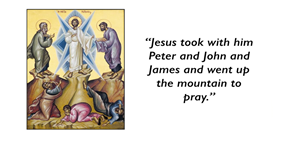 “Jesus took with him
Peter and John and
James and went up
the mountain to
pray.”